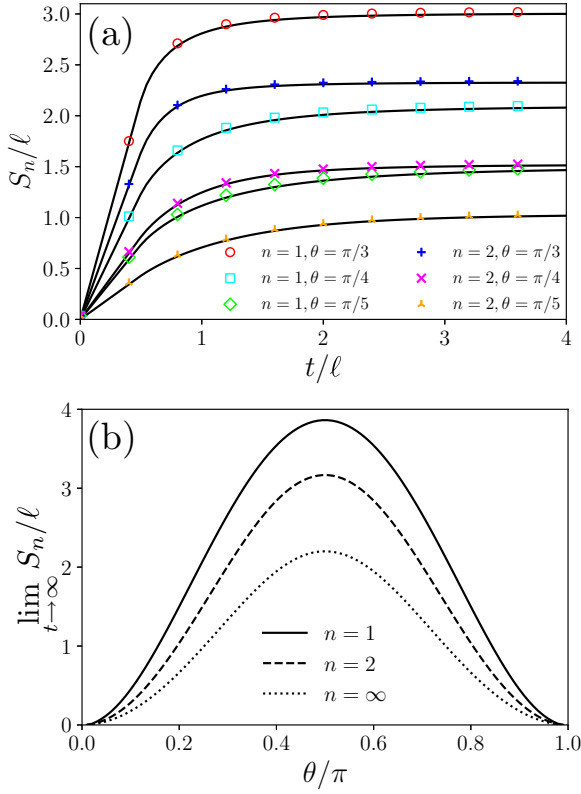 (a)
3.0
2.5
2.0
1.5
1.0
0.5
0.0
S_n/ℓ
n = 1, θ = π/3
n = 1, θ = π/4
n = 1, θ = π/5
n = 2, θ = π/3
n = 2, θ = π/4
n = 2, θ = π/5
0 1 2 3 4
t/ℓ
(b)
4
3
2
1
0
lim S_n/ℓ
t→∞
n = 1
n = 2
n = ∞
0.0 0.2 0.4 0.6 0.8 1.0
θ/π